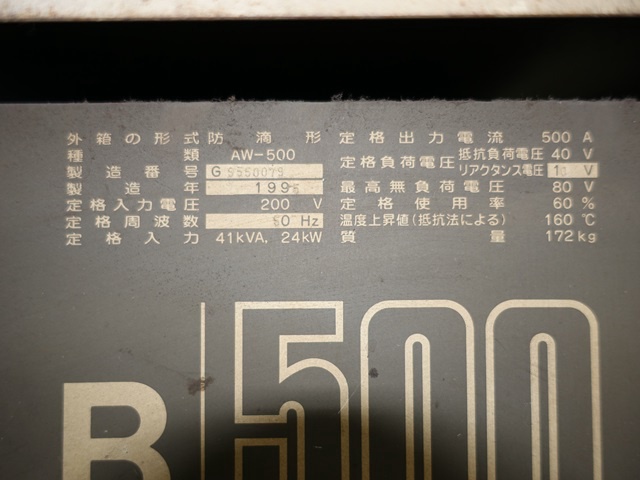 外箱の形式 防滴形
種類 AW-500
製造番号 G
製造年 199
定格入力電圧 200 V
定格周波数 0 Hz
定格入力 41kVA, 24kW
定格出力電流 500 A
定格負荷電圧 抵抗負荷電圧 40 V
リアクタンス電圧 V
最高無負荷電圧 80 V
定格使用率 60 %
温度上昇値(抵抗法による) 160 ℃
質量 172kg
B 500